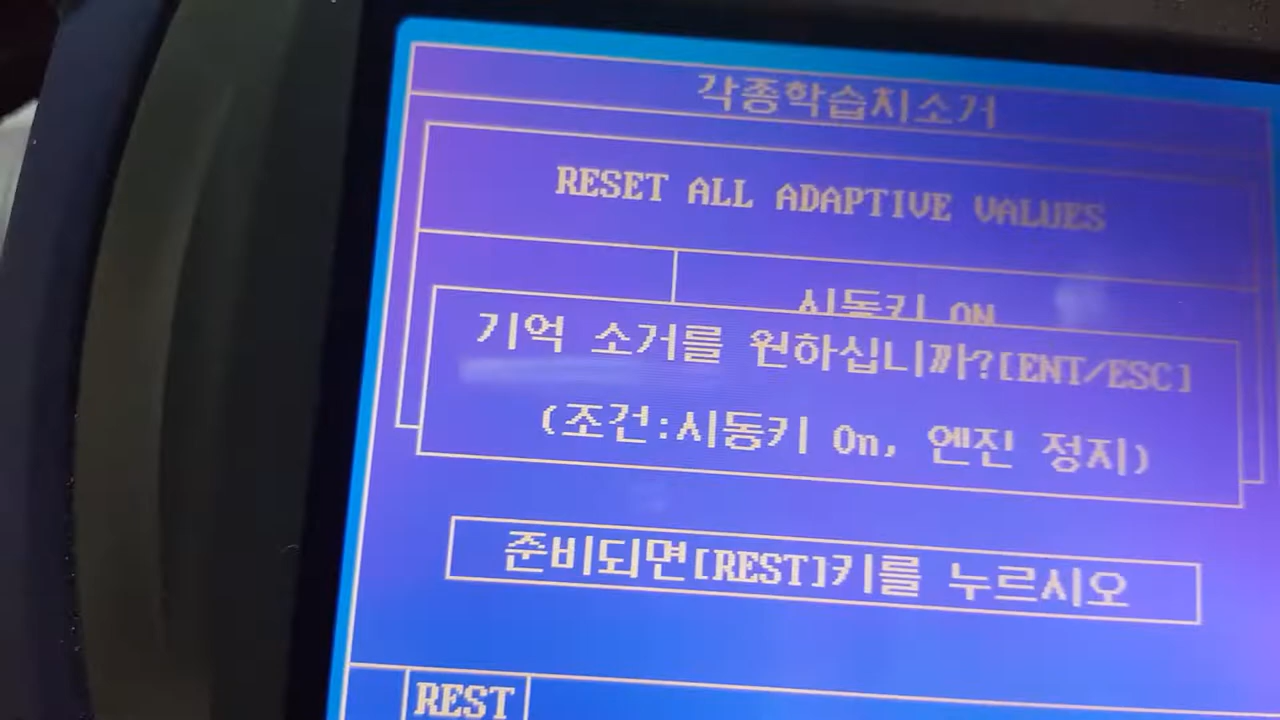 각종학습치소거
RESET ALL ADAPTIVE VALUES
시동키 ON
기억 소거를 원하십니까?[ENT/ESC]
(조건:시동키 On, 엔진 정지)
준비되면[REST]키를 누르시오
REST